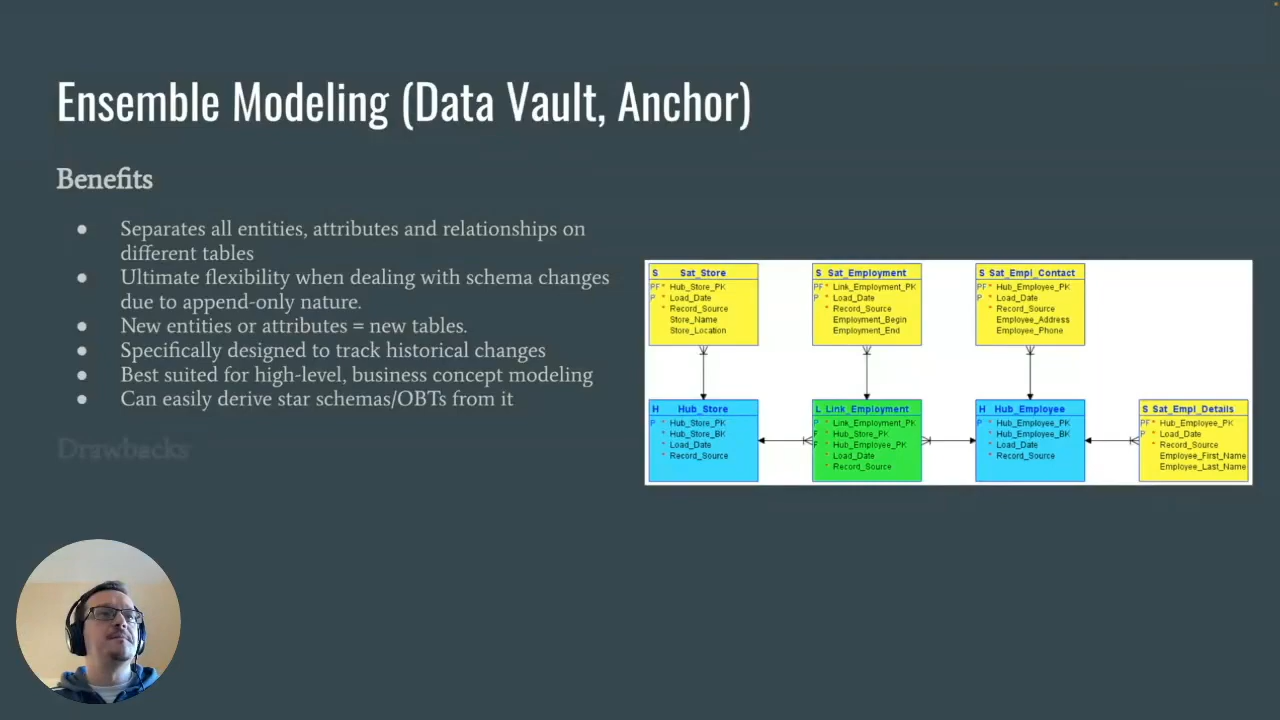 Ensemble Modeling (Data Vault, Anchor)
Benefits
● Separates all entities, attributes and relationships on
different tables
● Ultimate flexibility when dealing with schema changes
due to append-only nature.
● New entities or attributes = new tables.
● Specifically designed to track historical changes
● Best suited for high-level, business concept modeling
● Can easily derive star schemas/OBTs from it
Drawbacks
S Sat_Store
PF * Hub_Store_PK
P * Load_Date
* Record_Source
Store_Name
Store_Location
S Sat_Employment
PF * Link_Employment_PK
P * Load_Date
* Record_Source
Employment_Begin
Employment_End
S Sat_Empl_Contact
PF * Hub_Employee_PK
P * Load_Date
* Record_Source
Employee_Address
Employee_Phone
H Hub_Store
P * Hub_Store_PK
* Hub_Store_BK
* Load_Date
* Record_Source
L Link_Employment
P * Link_Employment_PK
F * Hub_Store_PK
F * Hub_Employee_PK
* Load_Date
* Record_Source
H Hub_Employee
P * Hub_Employee_PK
* Hub_Employee_BK
* Load_Date
* Record_Source
S Sat_Empl_Details
PF * Hub_Employee_PK
P * Load_Date
* Record_Source
Employee_First_Name
Employee_Last_Name